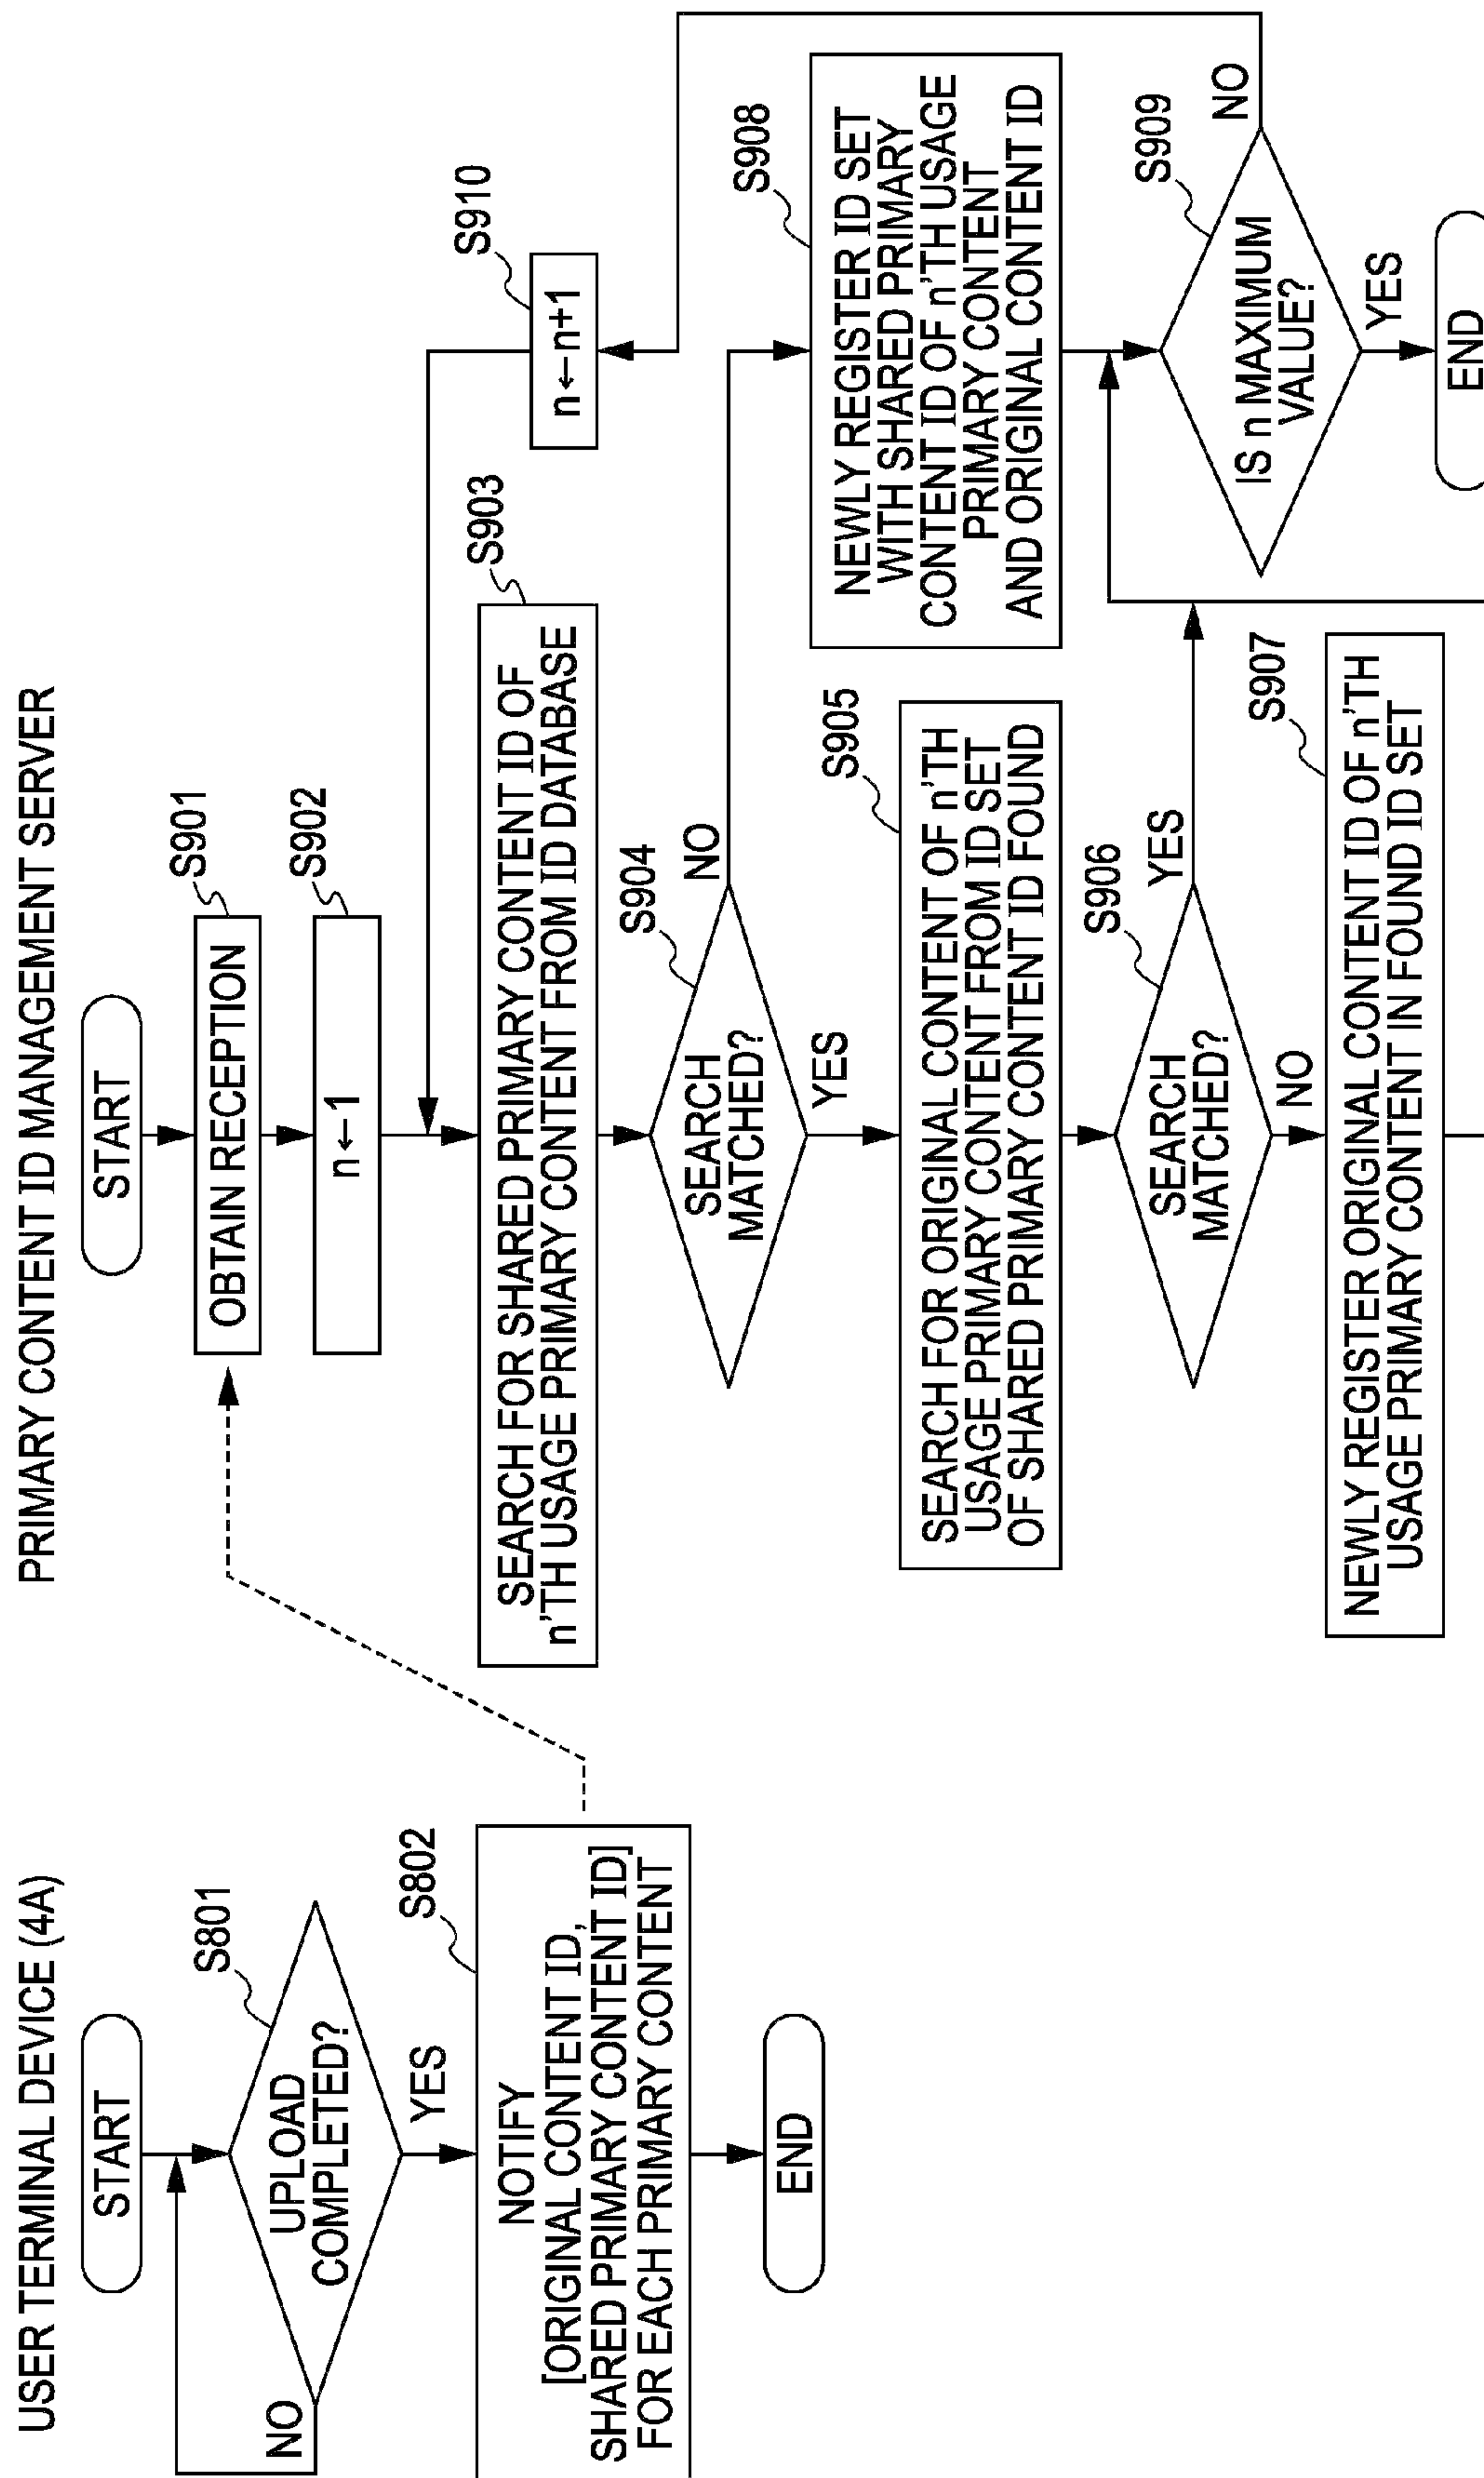 USER TERMINAL DEVICE (4A)
START
S801
UPLOAD
COMPLETED?
NO
YES
S802
NOTIFY
[ORIGINAL CONTENT ID,
SHARED PRIMARY CONTENT ID]
FOR EACH PRIMARY CONTENT
END
PRIMARY CONTENT ID MANAGEMENT SERVER
START
S901
OBTAIN RECEPTION
S902
n←1
S903
SEARCH FOR SHARED PRIMARY CONTENT ID OF
n'TH USAGE PRIMARY CONTENT FROM ID DATABASE
S910
n←n+1
S904
SEARCH
MATCHED?
NO
YES
S905
SEARCH FOR ORIGINAL CONTENT OF n'TH
USAGE PRIMARY CONTENT FROM ID SET
OF SHARED PRIMARY CONTENT ID FOUND
S908
NEWLY REGISTER ID SET
WITH SHARED PRIMARY
CONTENT ID OF n'TH USAGE
PRIMARY CONTENT
AND ORIGINAL CONTENT ID
S906
SEARCH
MATCHED?
YES
NO
S909
IS n MAXIMUM
VALUE?
NO
YES
S907
NEWLY REGISTER ORIGINAL CONTENT ID OF n'TH
USAGE PRIMARY CONTENT IN FOUND ID SET
END